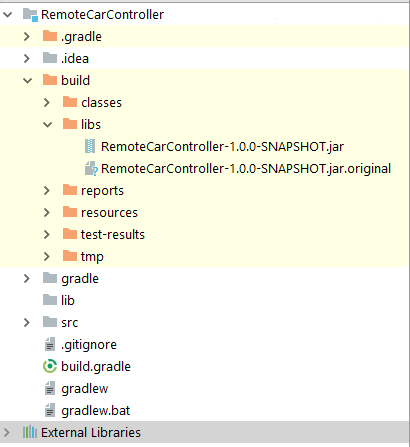 RemoteCarController
.gradle
.idea
build
classes
libs
RemoteCarController-1.0.0-SNAPSHOT.jar
RemoteCarController-1.0.0-SNAPSHOT.jar.original
reports
resources
test-results
tmp
gradle
lib
src
.gitignore
build.gradle
gradlew
gradlew.bat
External Libraries